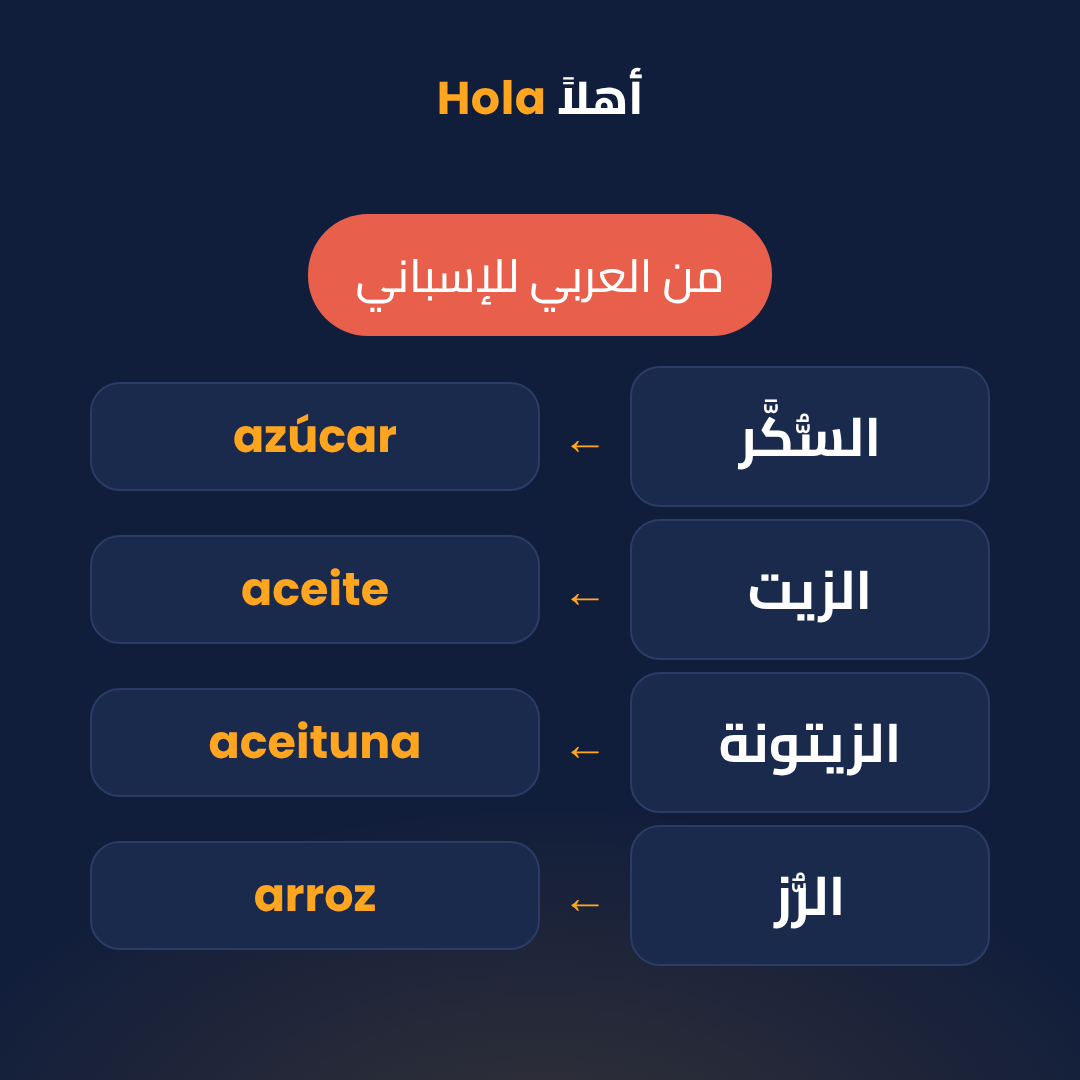 أهلاً Hola
من العربي للإسباني
السُّكَّر ← azúcar
الزيت ← aceite
الزيتونة ← aceituna
الرُّز ← arroz